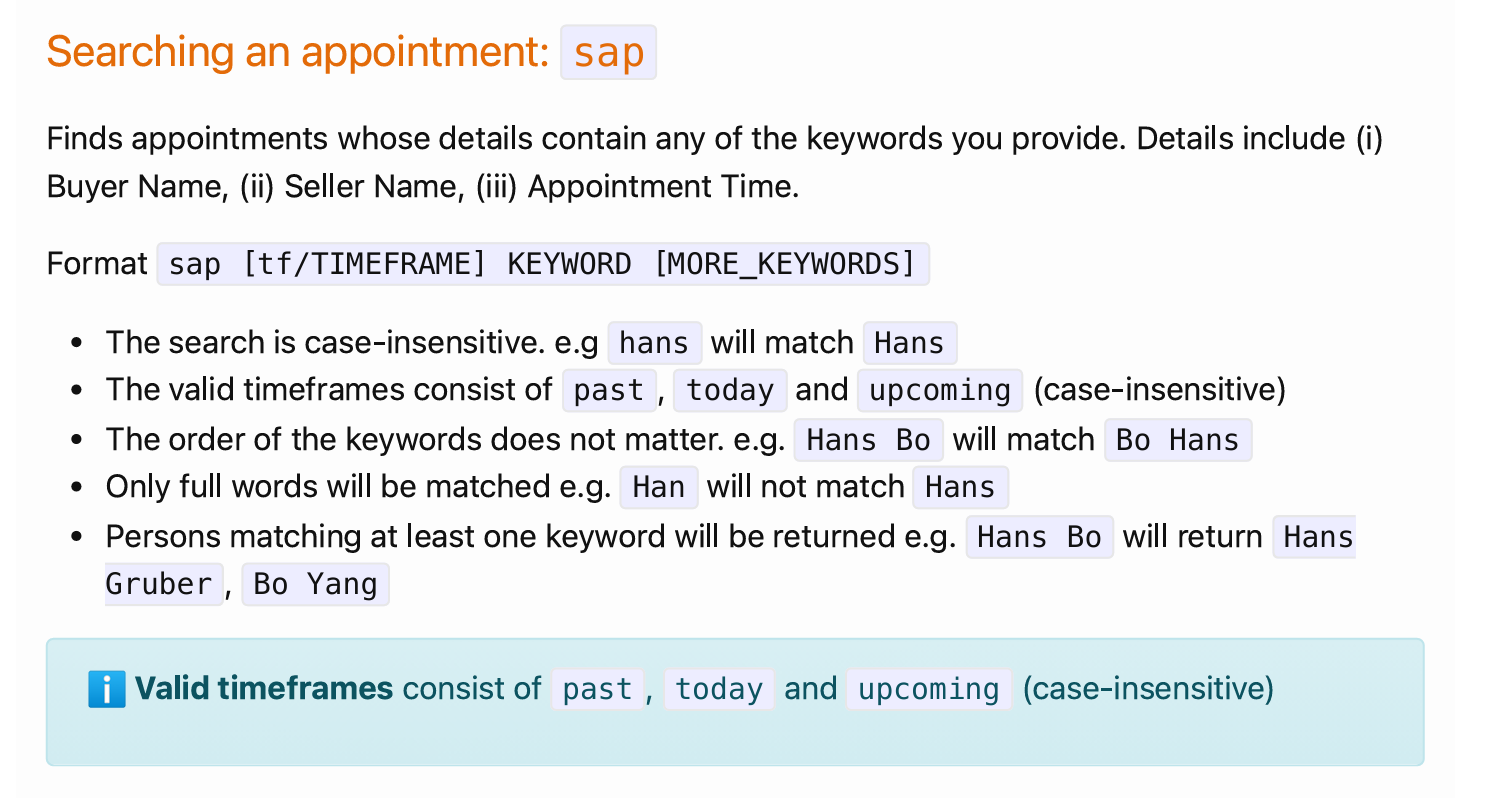 Searching an appointment: sap
Finds appointments whose details contain any of the keywords you provide. Details include (i)
Buyer Name, (ii) Seller Name, (iii) Appointment Time.
Format sap [tf/TIMEFRAME] KEYWORD [MORE_KEYWORDS]
• The search is case-insensitive. e.g hans will match Hans
• The valid timeframes consist of past, today and upcoming (case-insensitive)
• The order of the keywords does not matter. e.g. Hans Bo will match Bo Hans
• Only full words will be matched e.g. Han will not match Hans
• Persons matching at least one keyword will be returned e.g. Hans Bo will return Hans
Gruber, Bo Yang
ℹ️ Valid timeframes consist of past, today and upcoming (case-insensitive)